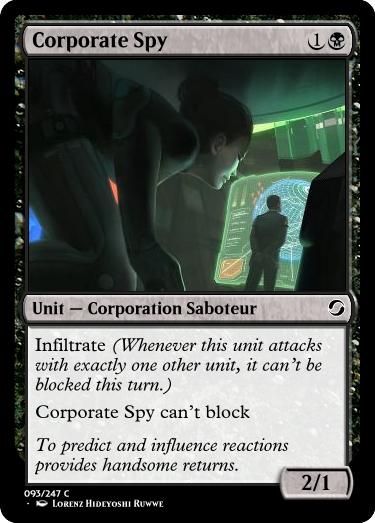 Corporate Spy 1
Unit — Corporation Saboteur
Infiltrate (Whenever this unit attacks
with exactly one other unit, it can't be
blocked this turn.)
Corporate Spy can't block
To predict and influence reactions
provides handsome returns.
2/1
093/247 C
· Lorenz Hideyoshi Ruwwe